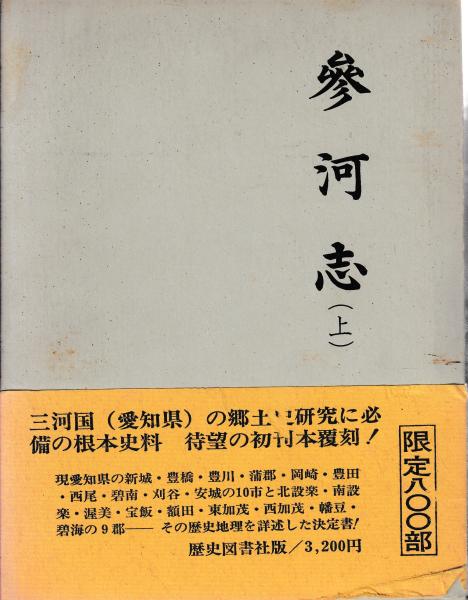 參河志(上)
三河国(愛知県)の郷土史研究に必
備の根本史料 待望の初刊本覆刻!
現愛知県の新城・豊橋・豊川・蒲郡・岡崎・豊田
・西尾・碧南・刈谷・安城の10市と北設楽・南設
楽・渥美・宝飯・額田・東加茂・西加茂・幡豆・
碧海の9郡── その歴史地理を詳述した決定書!
歴史図書社版/3,200円
限定八〇〇部